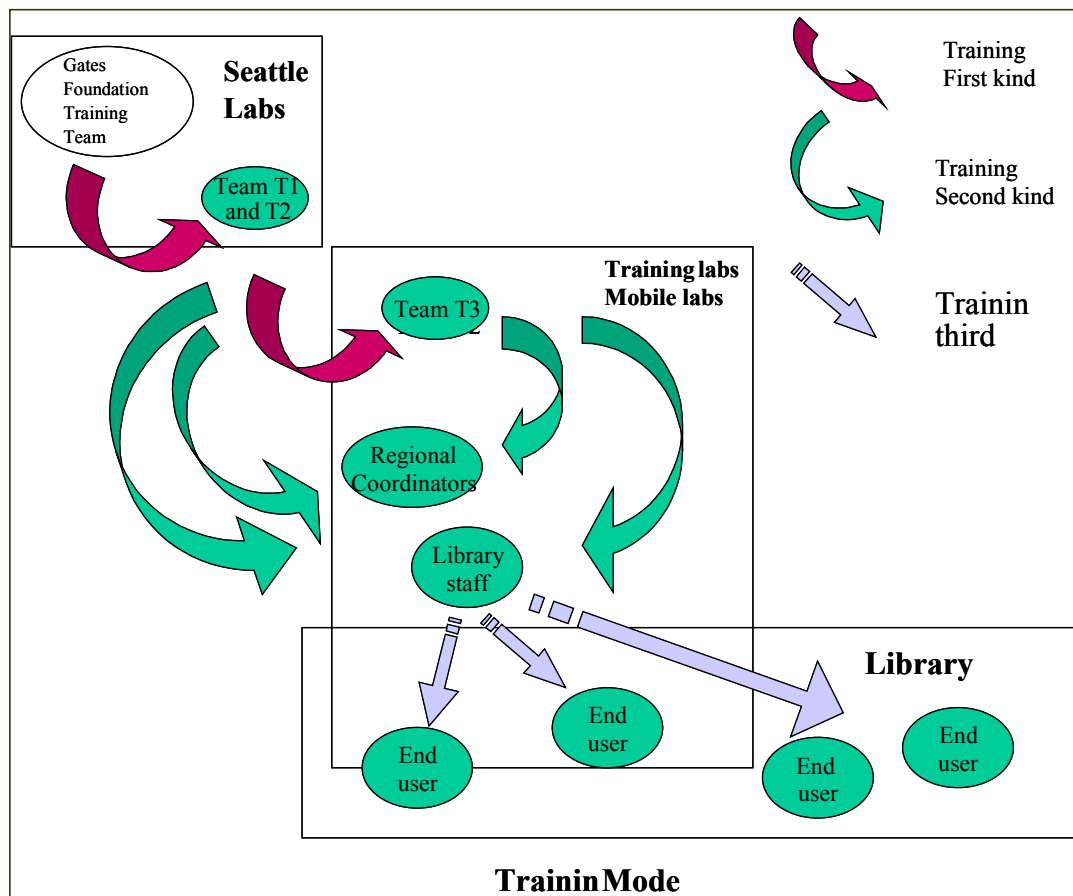 Gates
Foundation
Training
Team
Seattle
Labs
Team T1
and T2
Training
First kind
Training
Second kind
Trainin
third
Training labs
Mobile labs
Team T3
Regional
Coordinators
Library
staff
Library
End
user
End
user
End
user
End
user
TraininMode